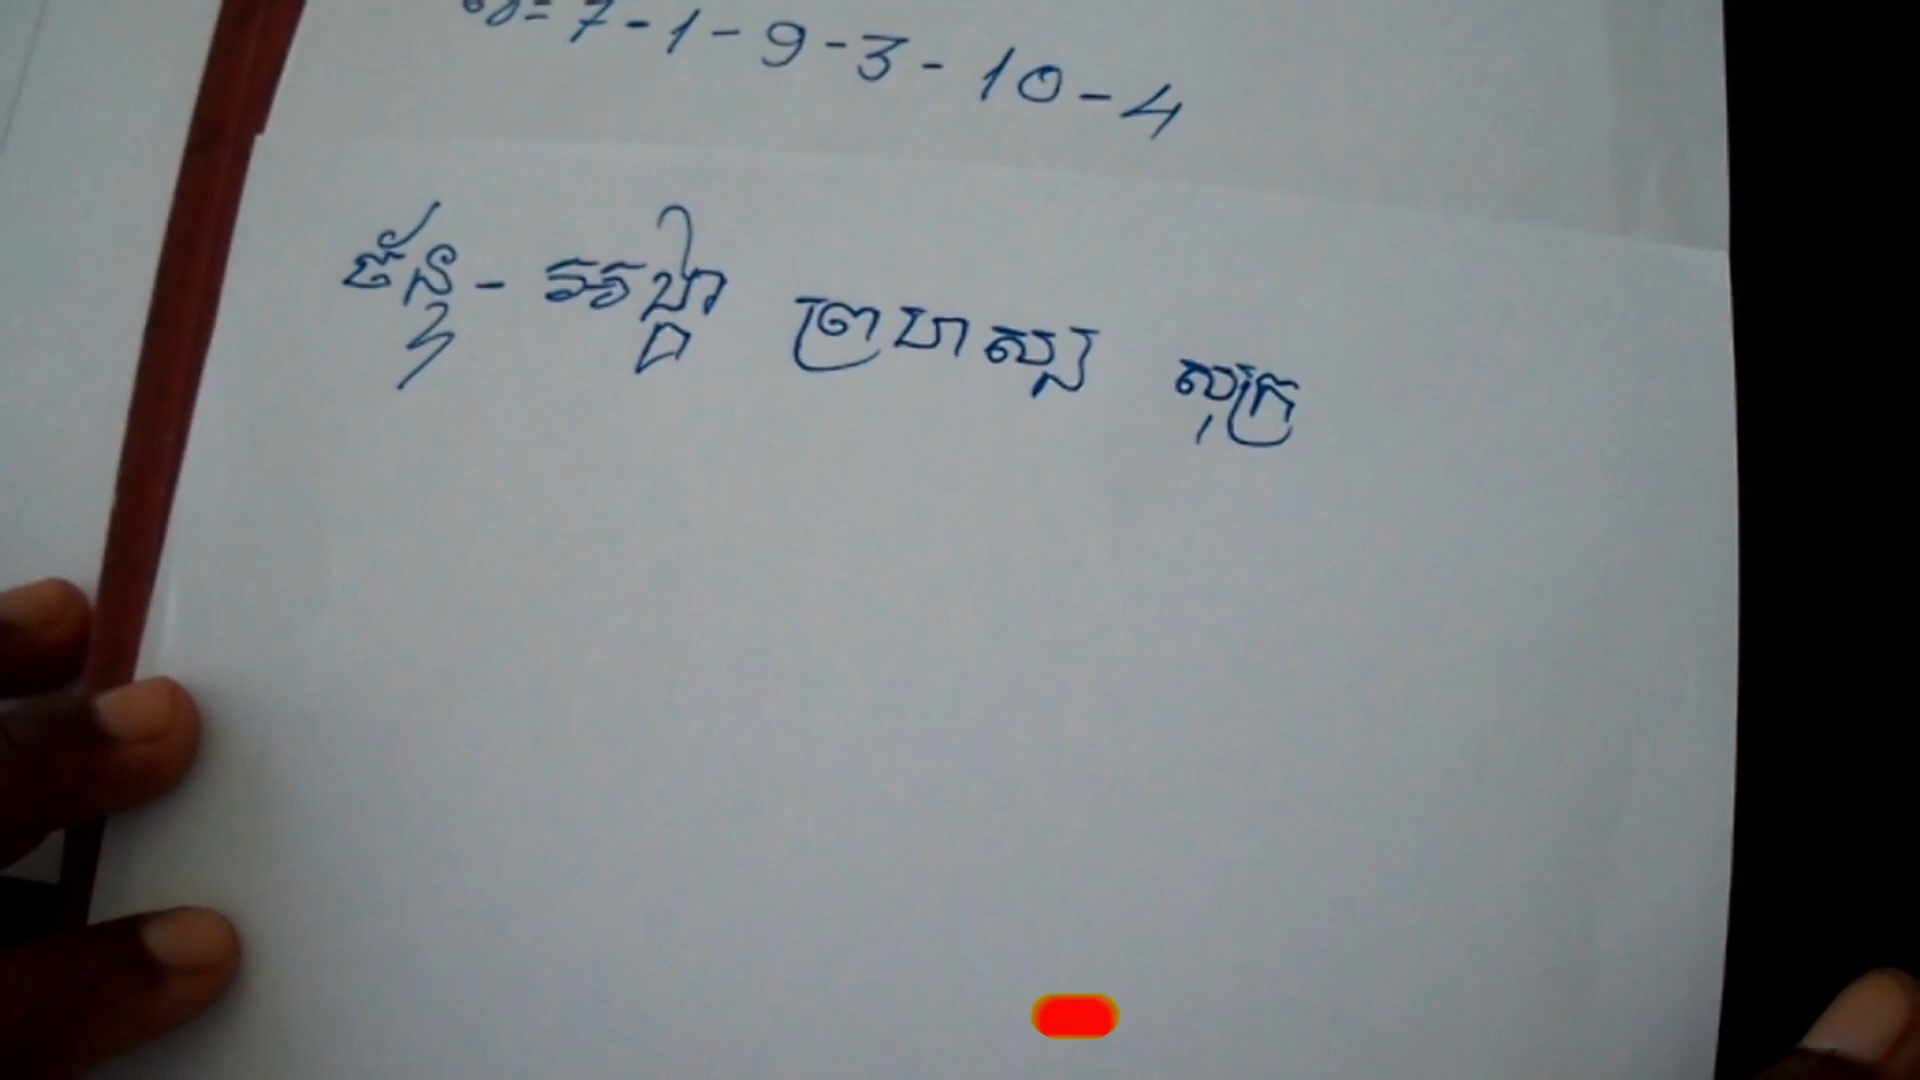 = 7 - 1 - 9 - 3 - 10 - 4
ច័ន្ទ - អង្គា ព្រហស្ប សុក្រ